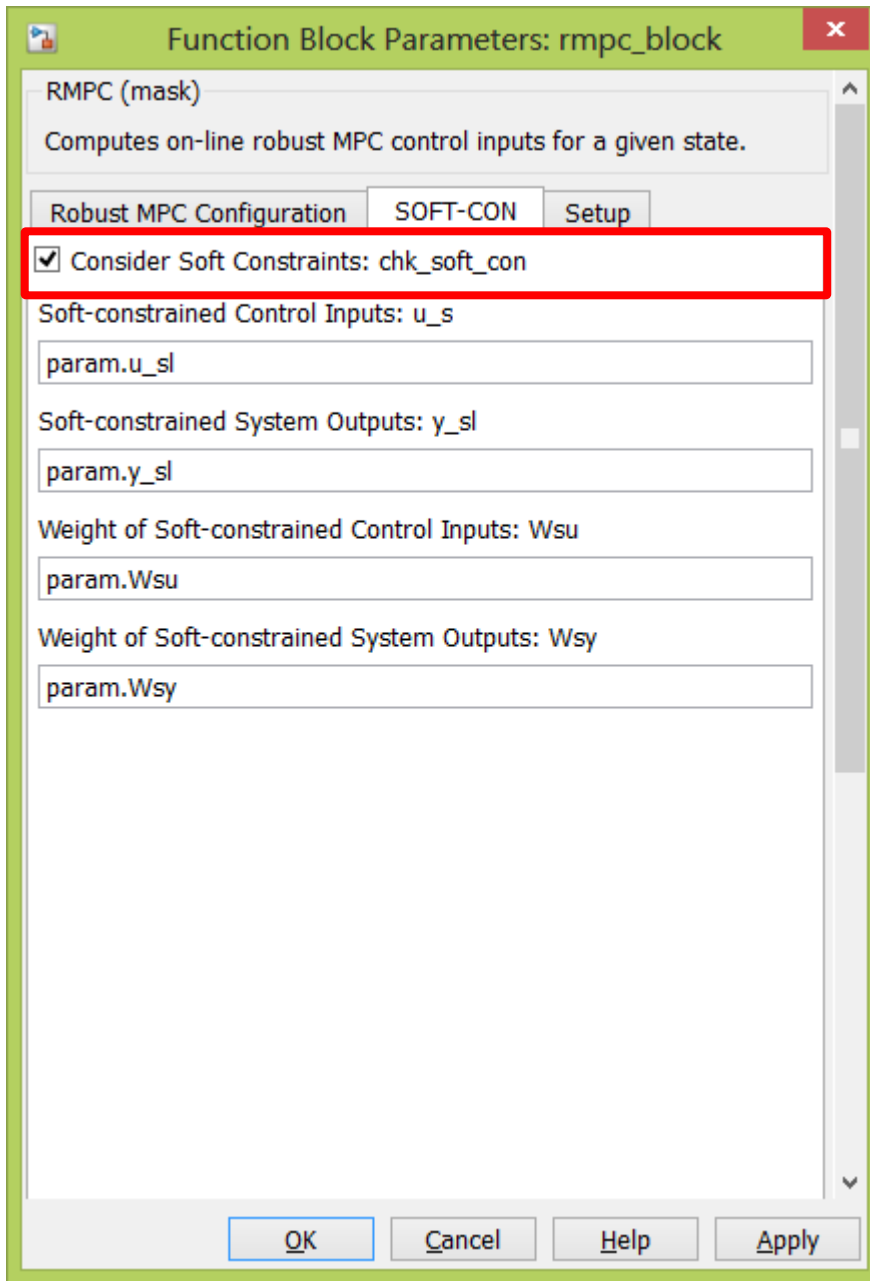 Function Block Parameters: rmpc_block
x
RMPC (mask)
Computes on-line robust MPC control inputs for a given state.
Robust MPC Configuration SOFT-CON Setup
Consider Soft Constraints: chk_soft_con
Soft-constrained Control Inputs: u_s
param.u_sl
Soft-constrained System Outputs: y_sl
param.y_sl
Weight of Soft-constrained Control Inputs: Wsu
param.Wsu
Weight of Soft-constrained System Outputs: Wsy
param.Wsy
OK Cancel Help Apply